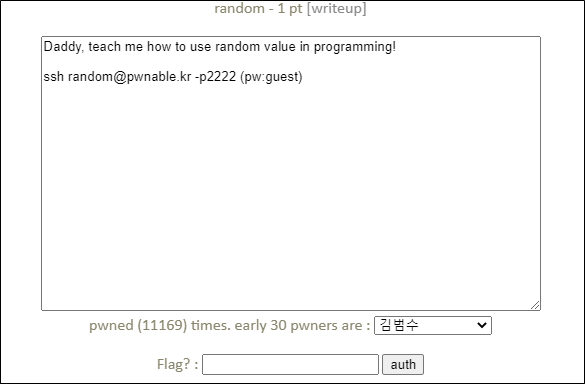 random - 1 pt [writeup]
Daddy, teach me how to use random value in programming!
ssh random@pwnable.kr -p2222 (pw:guest)
pwned (11169) times. early 30 pwners are : 김범수
Flag? : auth